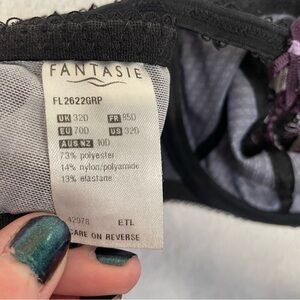 FANTASIE
FL2622GRP
UK 32D FR 85D
EU 70D US 32D
AUS NZ 10D
73% polyester
14% nylon/polyamide
13% elastane
42978 ETL
CARE ON REVERSE